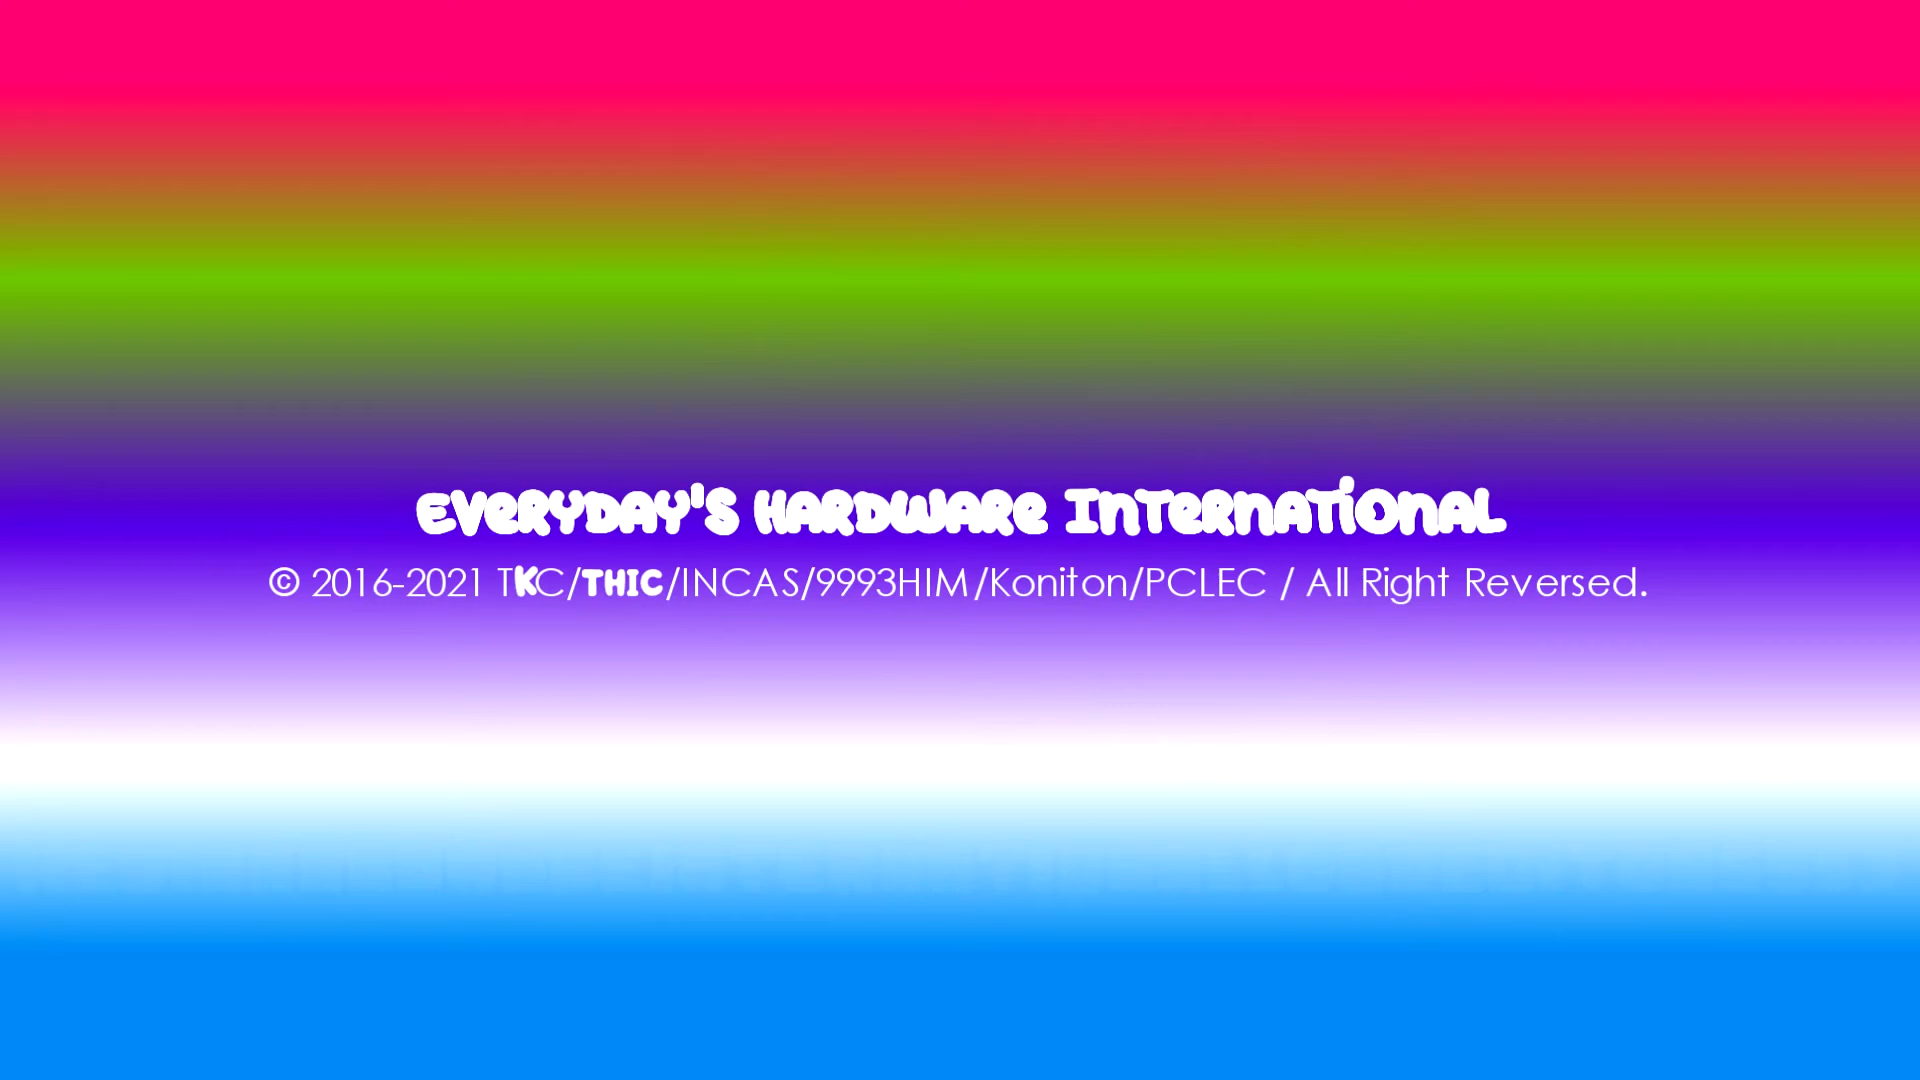 Everyday's Hardware International
© 2016-2021 TKC/THIC/INCAS/9993HIM/Koniton/PCLEC / All Right Reversed.